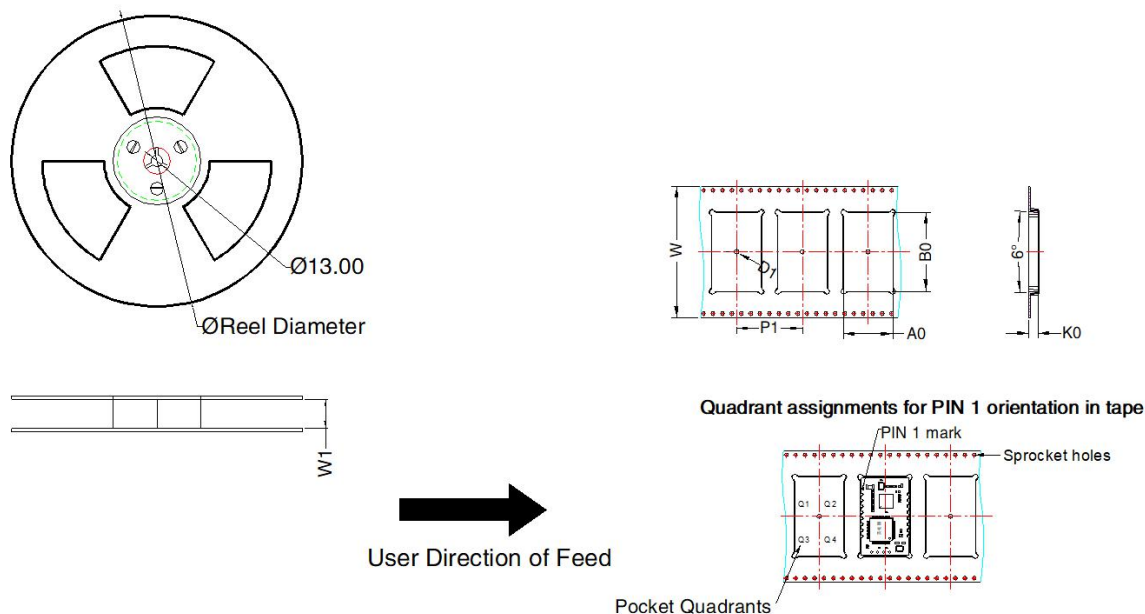 Ø13.00
ØReel Diameter
W
D1
B0
6°
P1
A0
K0
W1
Quadrant assignments for PIN 1 orientation in tape
PIN 1 mark
Sprocket holes
Q1 Q2
Q3 Q4
User Direction of Feed
Pocket Quadrants